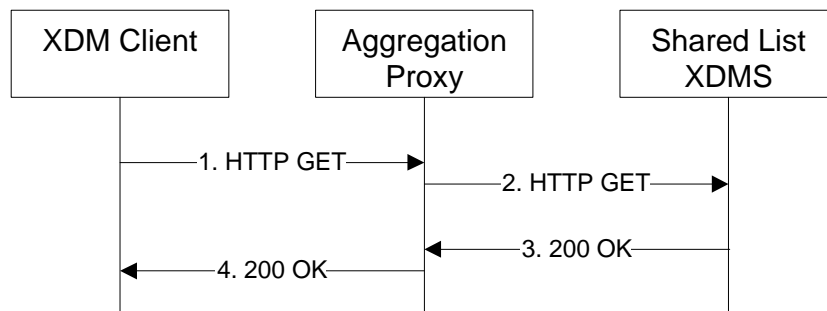 XDM Client
Aggregation
Proxy
Shared List
XDMS
1. HTTP GET
2. HTTP GET
3. 200 OK
4. 200 OK